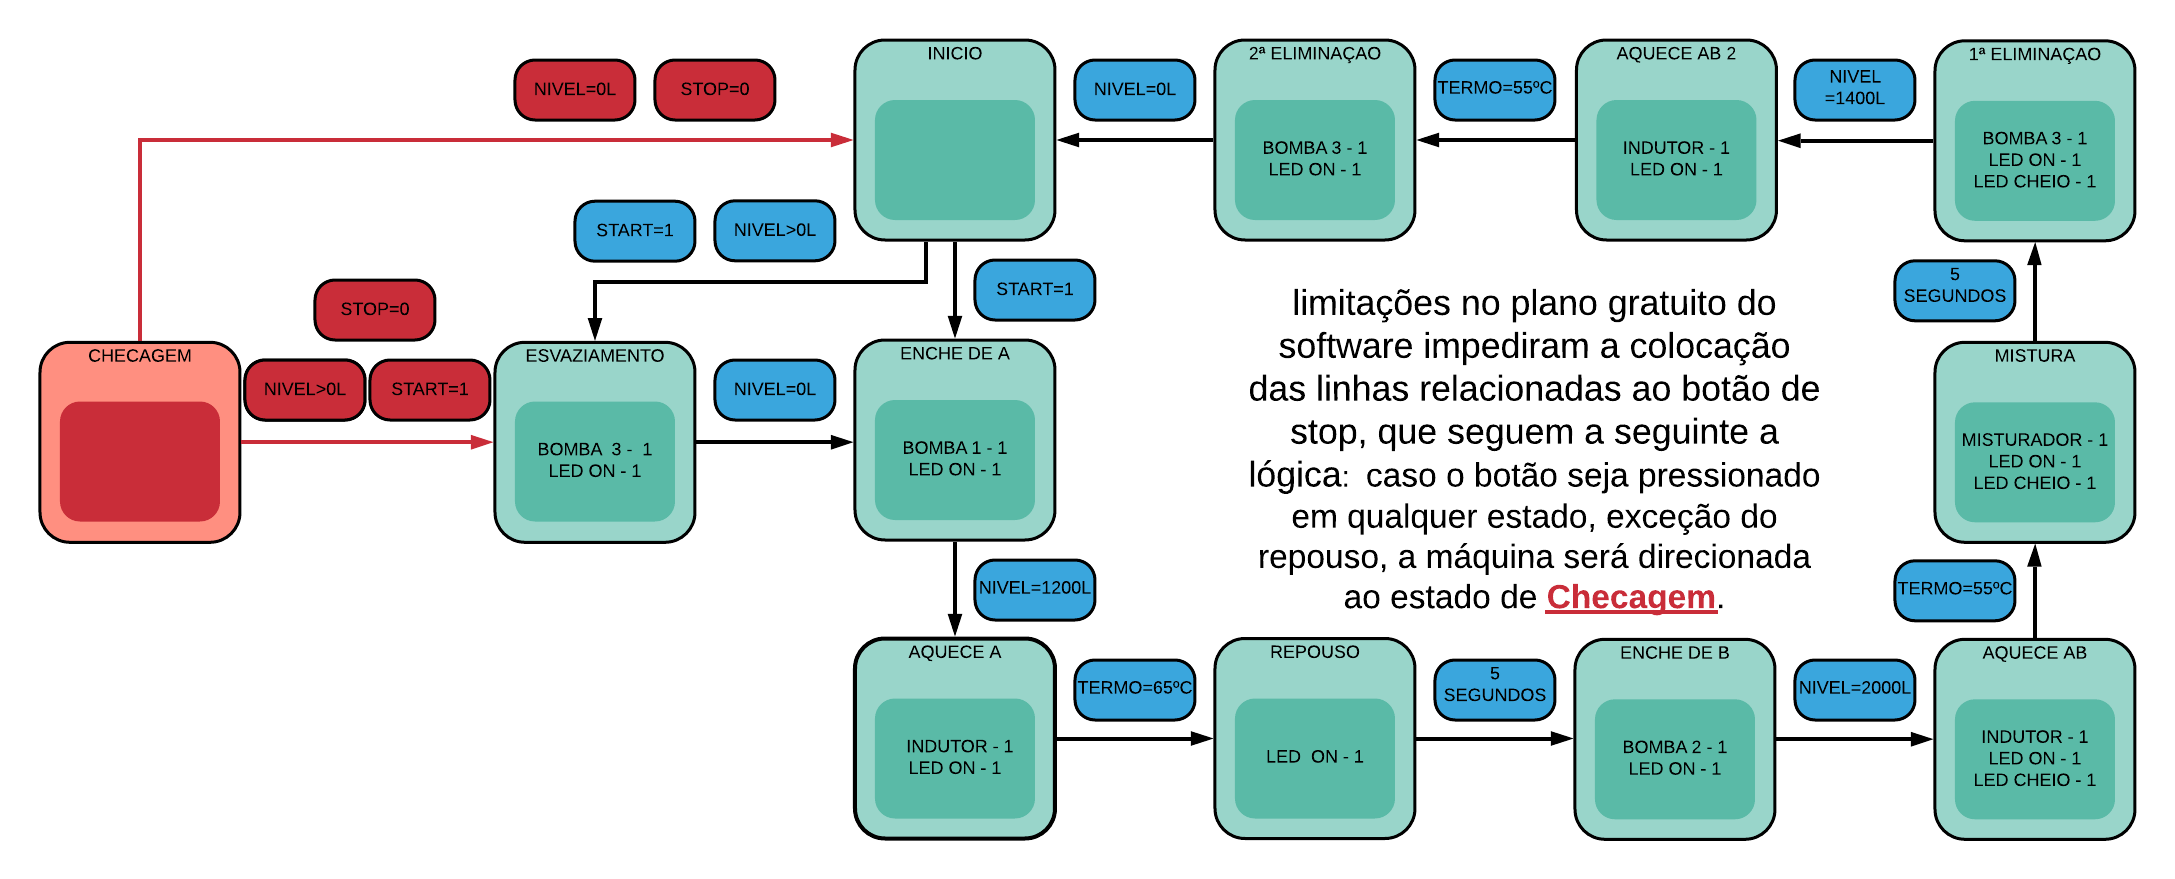 INICIO
2ª ELIMINAÇAO
AQUECE AB 2
1ª ELIMINAÇAO
NIVEL=0L
STOP=0
NIVEL=0L
TERMO=55ºC
NIVEL
=1400L
BOMBA 3 - 1
LED ON - 1
INDUTOR - 1
LED ON - 1
BOMBA 3 - 1
LED ON - 1
LED CHEIO - 1
START=1
NIVEL>0L
START=1
5
SEGUNDOS
limitações no plano gratuito do
software impediram a colocação
das linhas relacionadas ao botão de
stop, que seguem a seguinte a
lógica: caso o botão seja pressionado
em qualquer estado, exceção do
repouso, a máquina será direcionada
ao estado de Checagem.
STOP=0
CHECAGEM
NIVEL>0L
START=1
ESVAZIAMENTO
BOMBA 3 - 1
LED ON - 1
NIVEL=0L
ENCHE DE A
BOMBA 1 - 1
LED ON - 1
MISTURA
MISTURADOR - 1
LED ON - 1
LED CHEIO - 1
NIVEL=1200L
TERMO=55ºC
AQUECE A
INDUTOR - 1
LED ON - 1
TERMO=65ºC
REPOUSO
LED ON - 1
5
SEGUNDOS
ENCHE DE B
BOMBA 2 - 1
LED ON - 1
NIVEL=2000L
AQUECE AB
INDUTOR - 1
LED ON - 1
LED CHEIO - 1